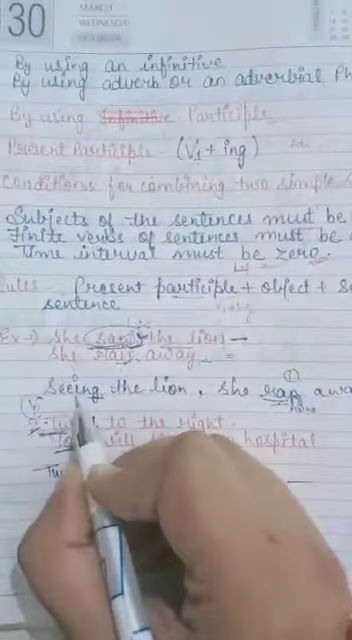 30 MARCH
WEDNESDAY
By using an infinitive
By using adverb or an adverbial Ph
By using Infinitive Participle
Present Participle - (V1 + ing)
Conditions for combining two simple
Subjects of the sentences must be
Finite verbs of sentences must be
Time interval must be zero.
Rules - Present participle + object + s
sentence
Ex -> She saw the lion -
She ran away.
Seeing the lion, she ran awa
to the right.
hospital